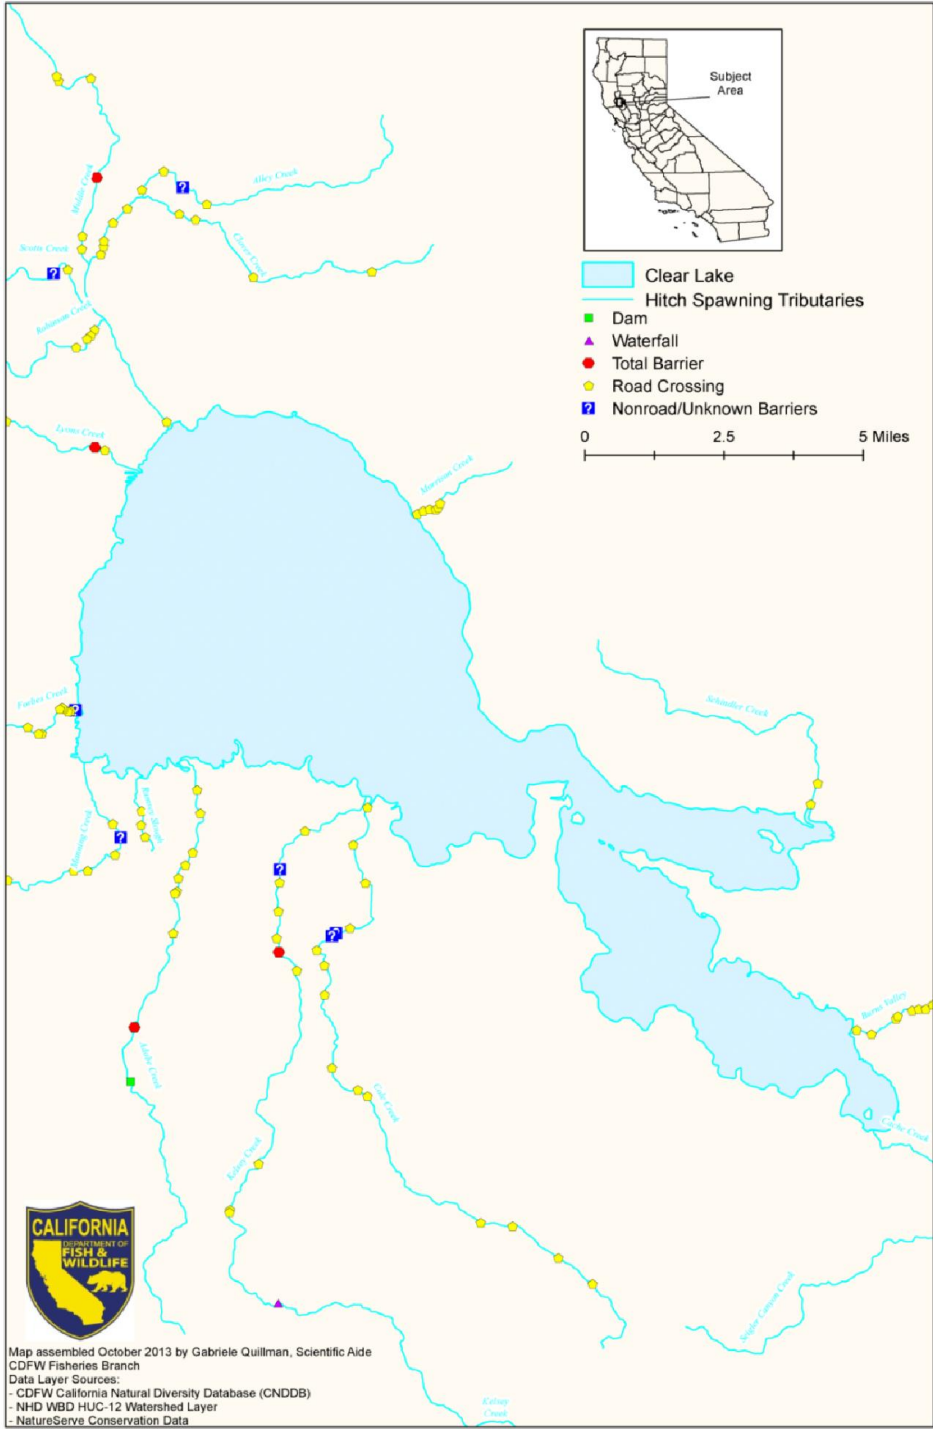 Subject
Area
Clear Lake
Hitch Spawning Tributaries
Dam
Waterfall
Total Barrier
Road Crossing
? Nonroad/Unknown Barriers
0 2.5 5 Miles
Middle Creek
Alley Creek
Scotts Creek
?
?
Clover Creek
Robinson Creek
Lyons Creek
Morrison Creek
Forbes Creek
?
Schindler Creek
Manning Creek
Rumsey Slough
?
?
?
?
Burns Valley
Adobe Creek
Cole Creek
Cache Creek
Kelsey Creek
Seigler Canyon Creek
Kelsey
Creek
CALIFORNIA
DEPARTMENT OF
FISH &
WILDLIFE
Map assembled October 2013 by Gabriele Quillman, Scientific Aide
CDFW Fisheries Branch
Data Layer Sources:
- CDFW California Natural Diversity Database (CNDDB)
- NHD WBD HUC-12 Watershed Layer
- NatureServe Conservation Data